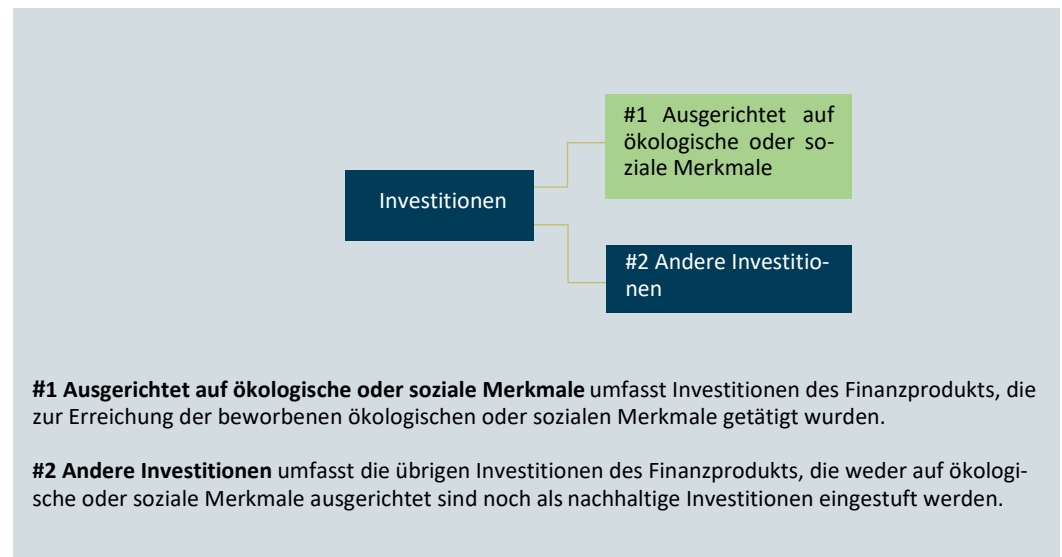 #1 Ausgerichtet auf
ökologische oder so-
ziale Merkmale
Investitionen
#2 Andere Investitio-
nen
#1 Ausgerichtet auf ökologische oder soziale Merkmale umfasst Investitionen des Finanzprodukts, die
zur Erreichung der beworbenen ökologischen oder sozialen Merkmale getätigt wurden.
#2 Andere Investitionen umfasst die übrigen Investitionen des Finanzprodukts, die weder auf ökologi-
sche oder soziale Merkmale ausgerichtet sind noch als nachhaltige Investitionen eingestuft werden.